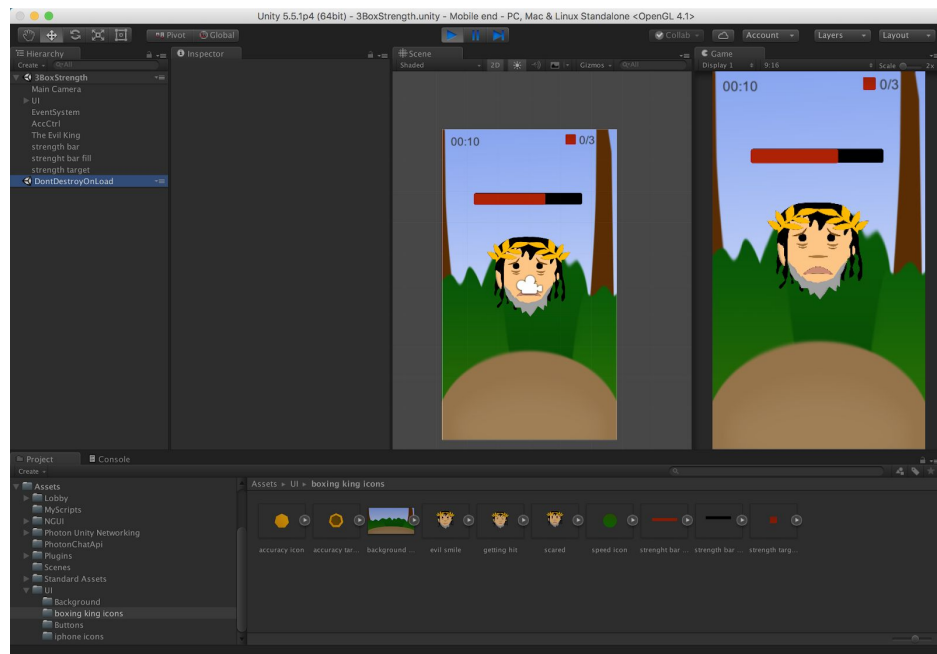 Unity 5.5.1p4 (64bit) - 3BoxStrength.unity - Mobile end - PC, Mac & Linux Standalone <OpenGL 4.1>
Pivot Global Collab Account Layers Layout
Hierarchy
Create All
3BoxStrength
Main Camera
UI
EventSystem
AccCtrl
The Evil King
strength bar
strenght bar fill
strength target
DontDestroyOnLoad
Inspector
Scene
Shaded 2D Gizmos All
00:10 0/3
Game
Display 1 9:16 Scale 2x
00:10 0/3
Project Console
Create
Assets
Lobby
MyScripts
NGUI
Photon Unity Networking
PhotonChatApi
Plugins
Scenes
Standard Assets
UI
Background
boxing king icons
Buttons
iphone icons
Assets UI boxing king icons
accuracy icon accuracy tar... background ... evil smile getting hit scared speed icon strenght bar ... strength bar ... strength targ...